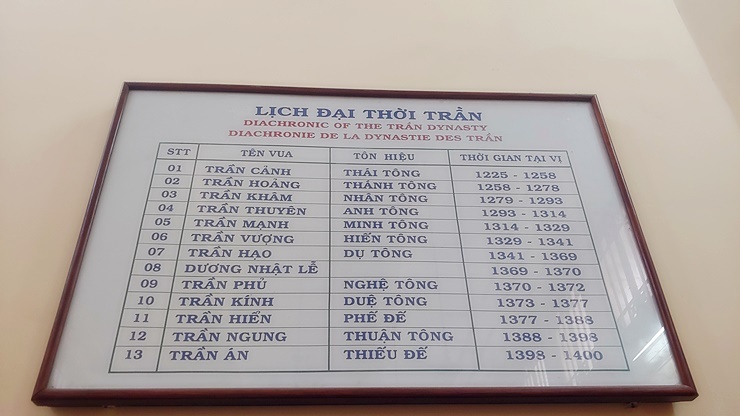 LỊCH ĐẠI THỜI TRẦN
DIACHRONIC OF THE TRẦN DYNASTY
DIACHRONIE DE LA DYNASTIE DES TRẦN
STT TÊN VUA TÔN HIỆU THỜI GIAN TẠI VỊ
01 TRẦN CẢNH THÁI TÔNG 1225 - 1258
02 TRẦN HOẢNG THÁNH TÔNG 1258 - 1278
03 TRẦN KHÂM NHÂN TÔNG 1279 - 1293
04 TRẦN THUYÊN ANH TÔNG 1293 - 1314
05 TRẦN MẠNH MINH TÔNG 1314 - 1329
06 TRẦN VƯỢNG HIẾN TÔNG 1329 - 1341
07 TRẦN HẠO DỤ TÔNG 1341 - 1369
08 DƯƠNG NHẬT LỄ 1369 - 1370
09 TRẦN PHỦ NGHỆ TÔNG 1370 - 1372
10 TRẦN KÍNH DUỆ TÔNG 1373 - 1377
11 TRẦN HIỂN PHẾ ĐẾ 1377 - 1388
12 TRẦN NGUNG THUẬN TÔNG 1388 - 1398
13 TRẦN ÁN THIẾU ĐẾ 1398 - 1400